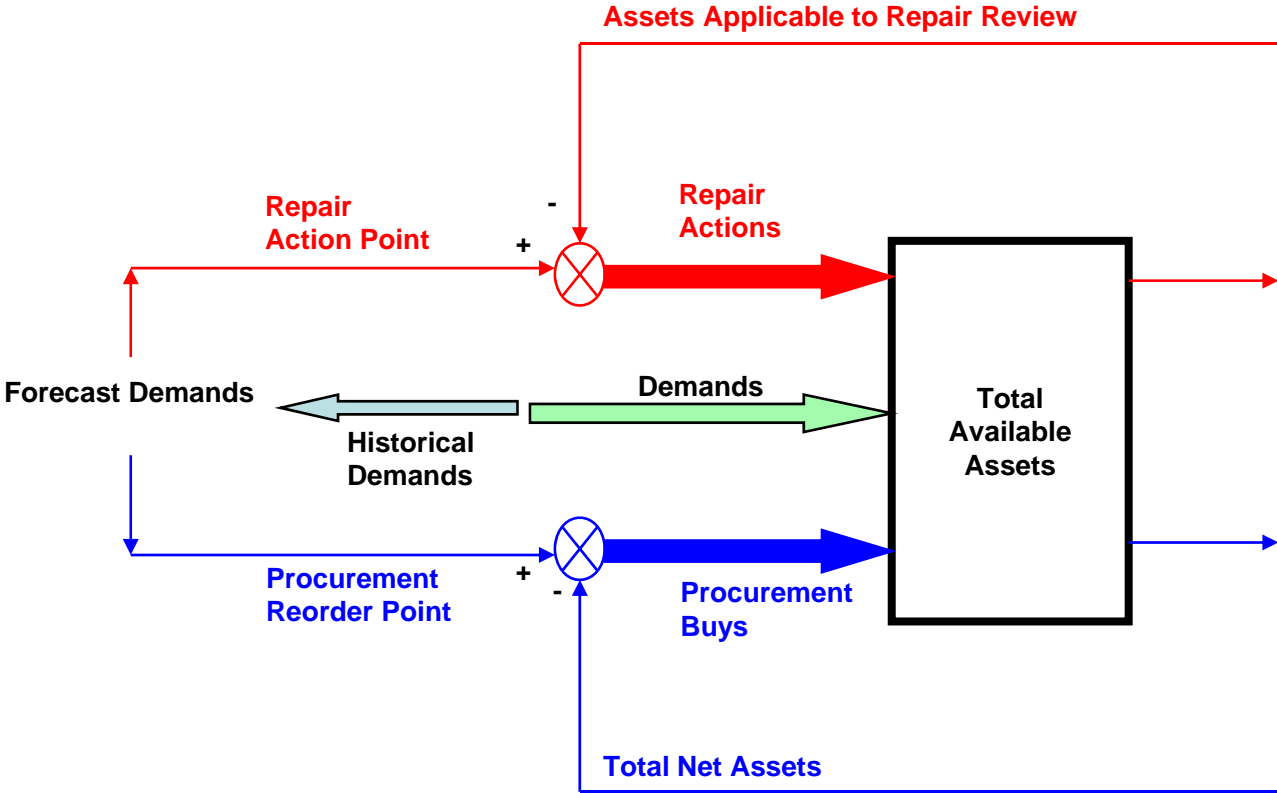 Assets Applicable to Repair Review
-
Repair
Action Point
+
Repair
Actions
Forecast Demands
Demands
Historical
Demands
Total
Available
Assets
Procurement
Reorder Point
+
-
Procurement
Buys
Total Net Assets